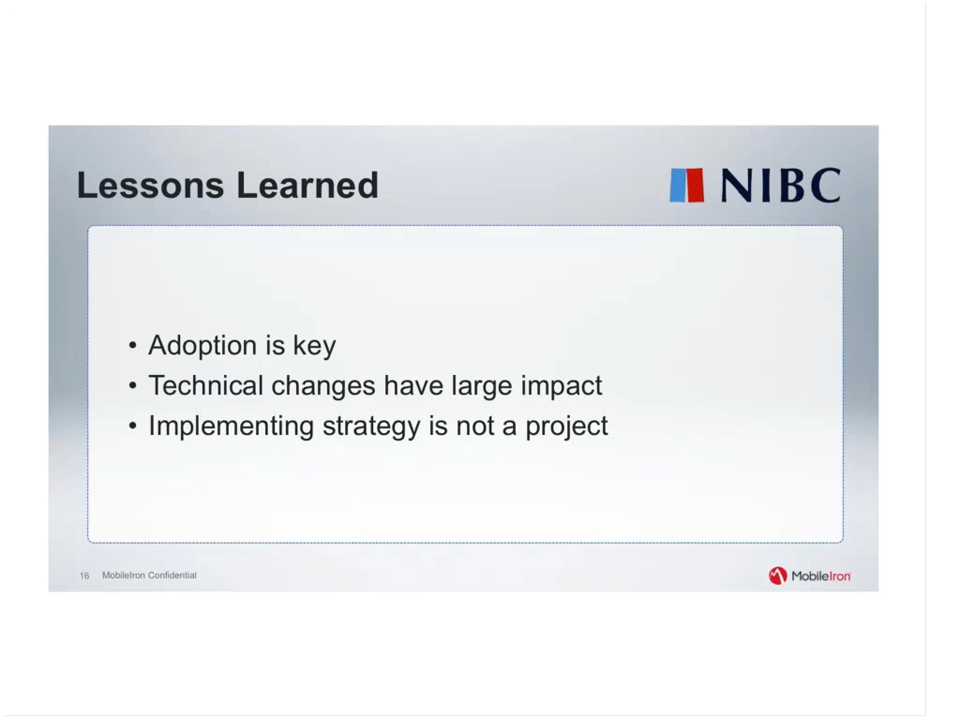 Lessons Learned
NIBC
• Adoption is key
• Technical changes have large impact
• Implementing strategy is not a project
16 MobileIron Confidential
MobileIron